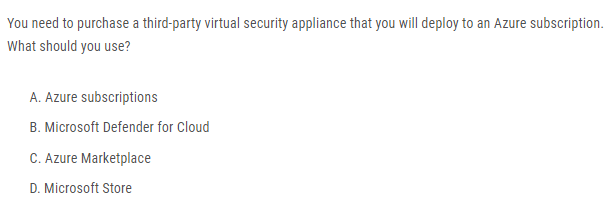 You need to purchase a third-party virtual security appliance that you will deploy to an Azure subscription.
What should you use?
A. Azure subscriptions
B. Microsoft Defender for Cloud
C. Azure Marketplace
D. Microsoft Store